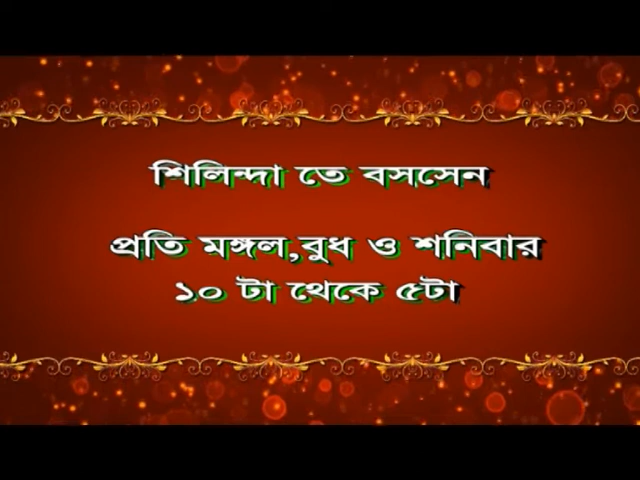 শিলিন্দা তে বসসেন
প্রতি মঙ্গল,বুধ ও শনিবার
১০ টা থেকে ৫টা